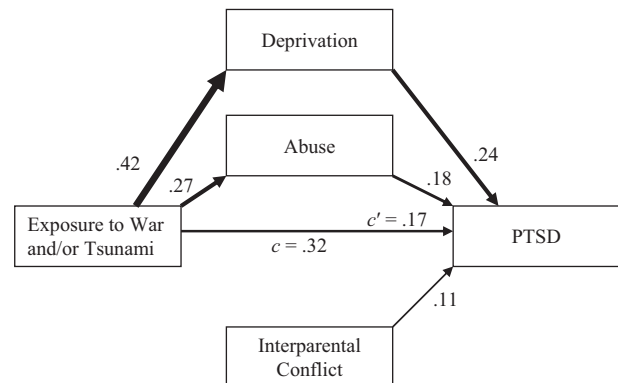 Deprivation
.42
.24
Abuse
.27
.18
Exposure to War
and/or Tsunami
c′ = .17
c = .32
PTSD
.11
Interparental
Conflict